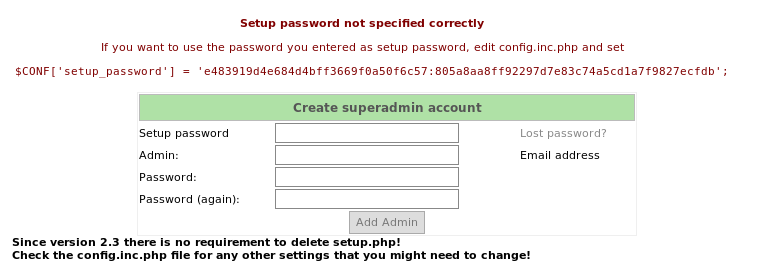 Setup password not specified correctly
If you want to use the password you entered as setup password, edit config.inc.php and set
$CONF['setup_password'] = 'e483919d4e684d4bff3669f0a50f6c57:805a8aa8ff92297d7e83c74a5cd1a7f9827ecfdb';
Create superadmin account
Setup password Lost password?
Admin: Email address
Password:
Password (again):
Add Admin
Since version 2.3 there is no requirement to delete setup.php!
Check the config.inc.php file for any other settings that you might need to change!